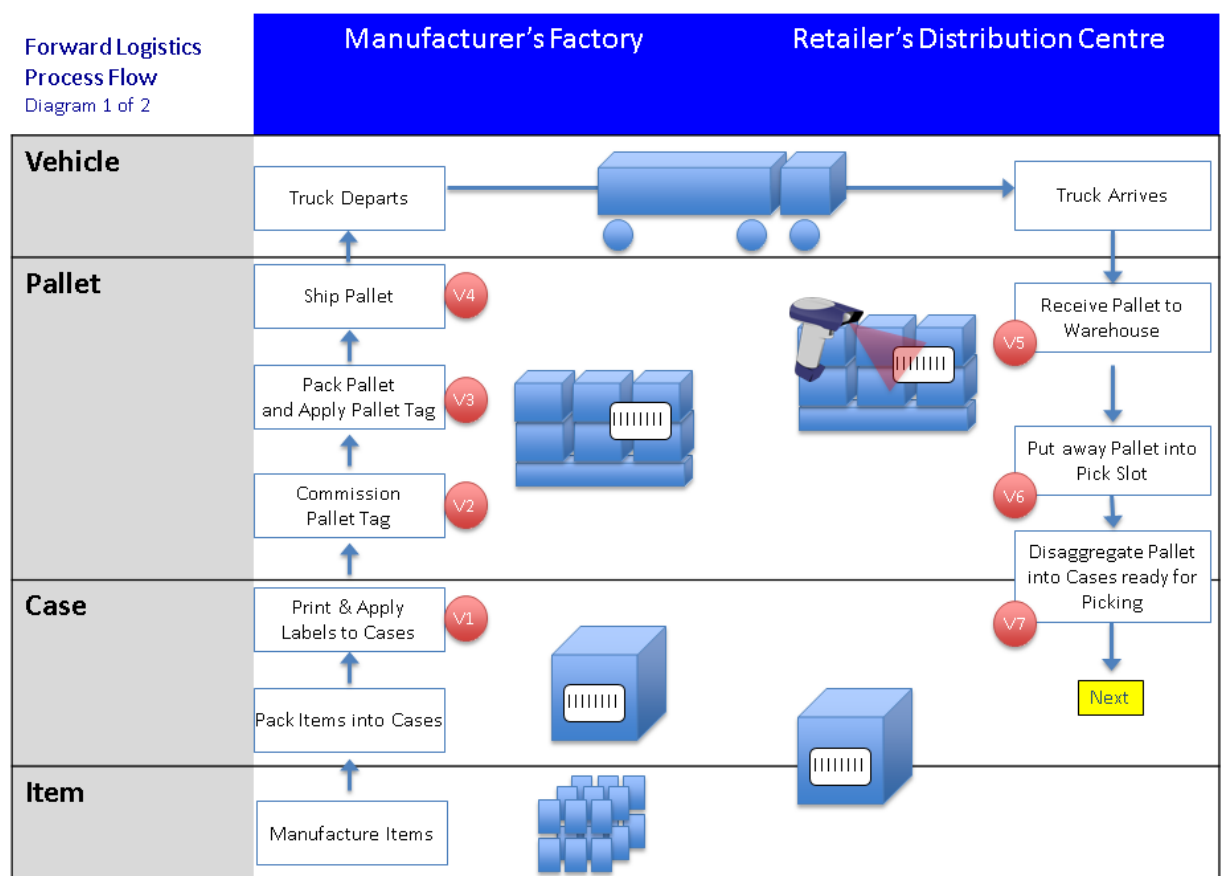 Forward Logistics
Process Flow
Diagram 1 of 2
Manufacturer's Factory
Retailer's Distribution Centre
Vehicle
Truck Departs
Truck Arrives
Pallet
Ship Pallet
V4
Receive Pallet to
Warehouse
V5
Pack Pallet
and Apply Pallet Tag
V3
Put away Pallet into
Pick Slot
V6
Commission
Pallet Tag
V2
Disaggregate Pallet
into Cases ready for
Picking
V7
Case
Print & Apply
Labels to Cases
V1
Pack Items into Cases
Next
Item
Manufacture Items